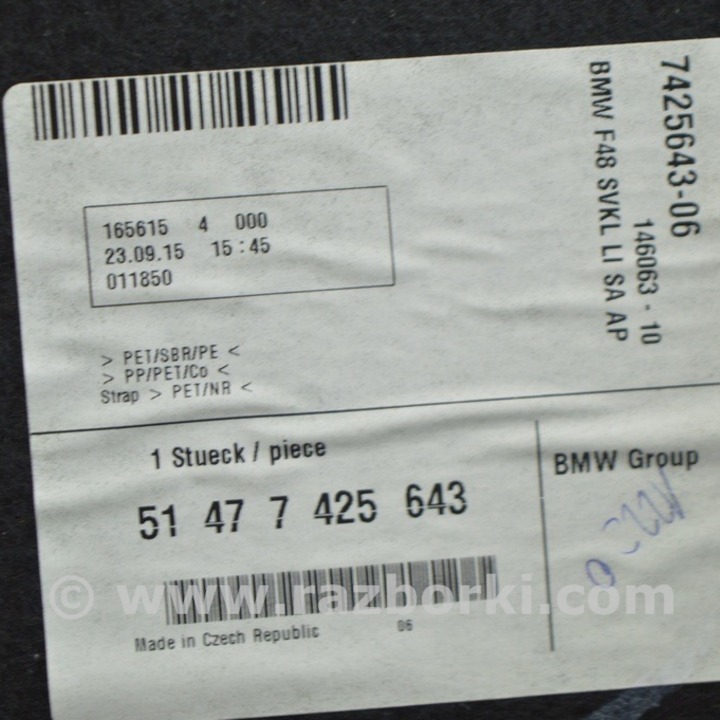 7425643-06
146063 - 10
BMW F48 SVKL LI SA AP
165615 4 000
23.09.15 15:45
011850
> PET/SBR/PE <
> PP/PET/Co <
Strap > PET/NR <
1 Stueck / piece
BMW Group
51 47 7 425 643
© www.razborki.com
Made in Czech Republic 06